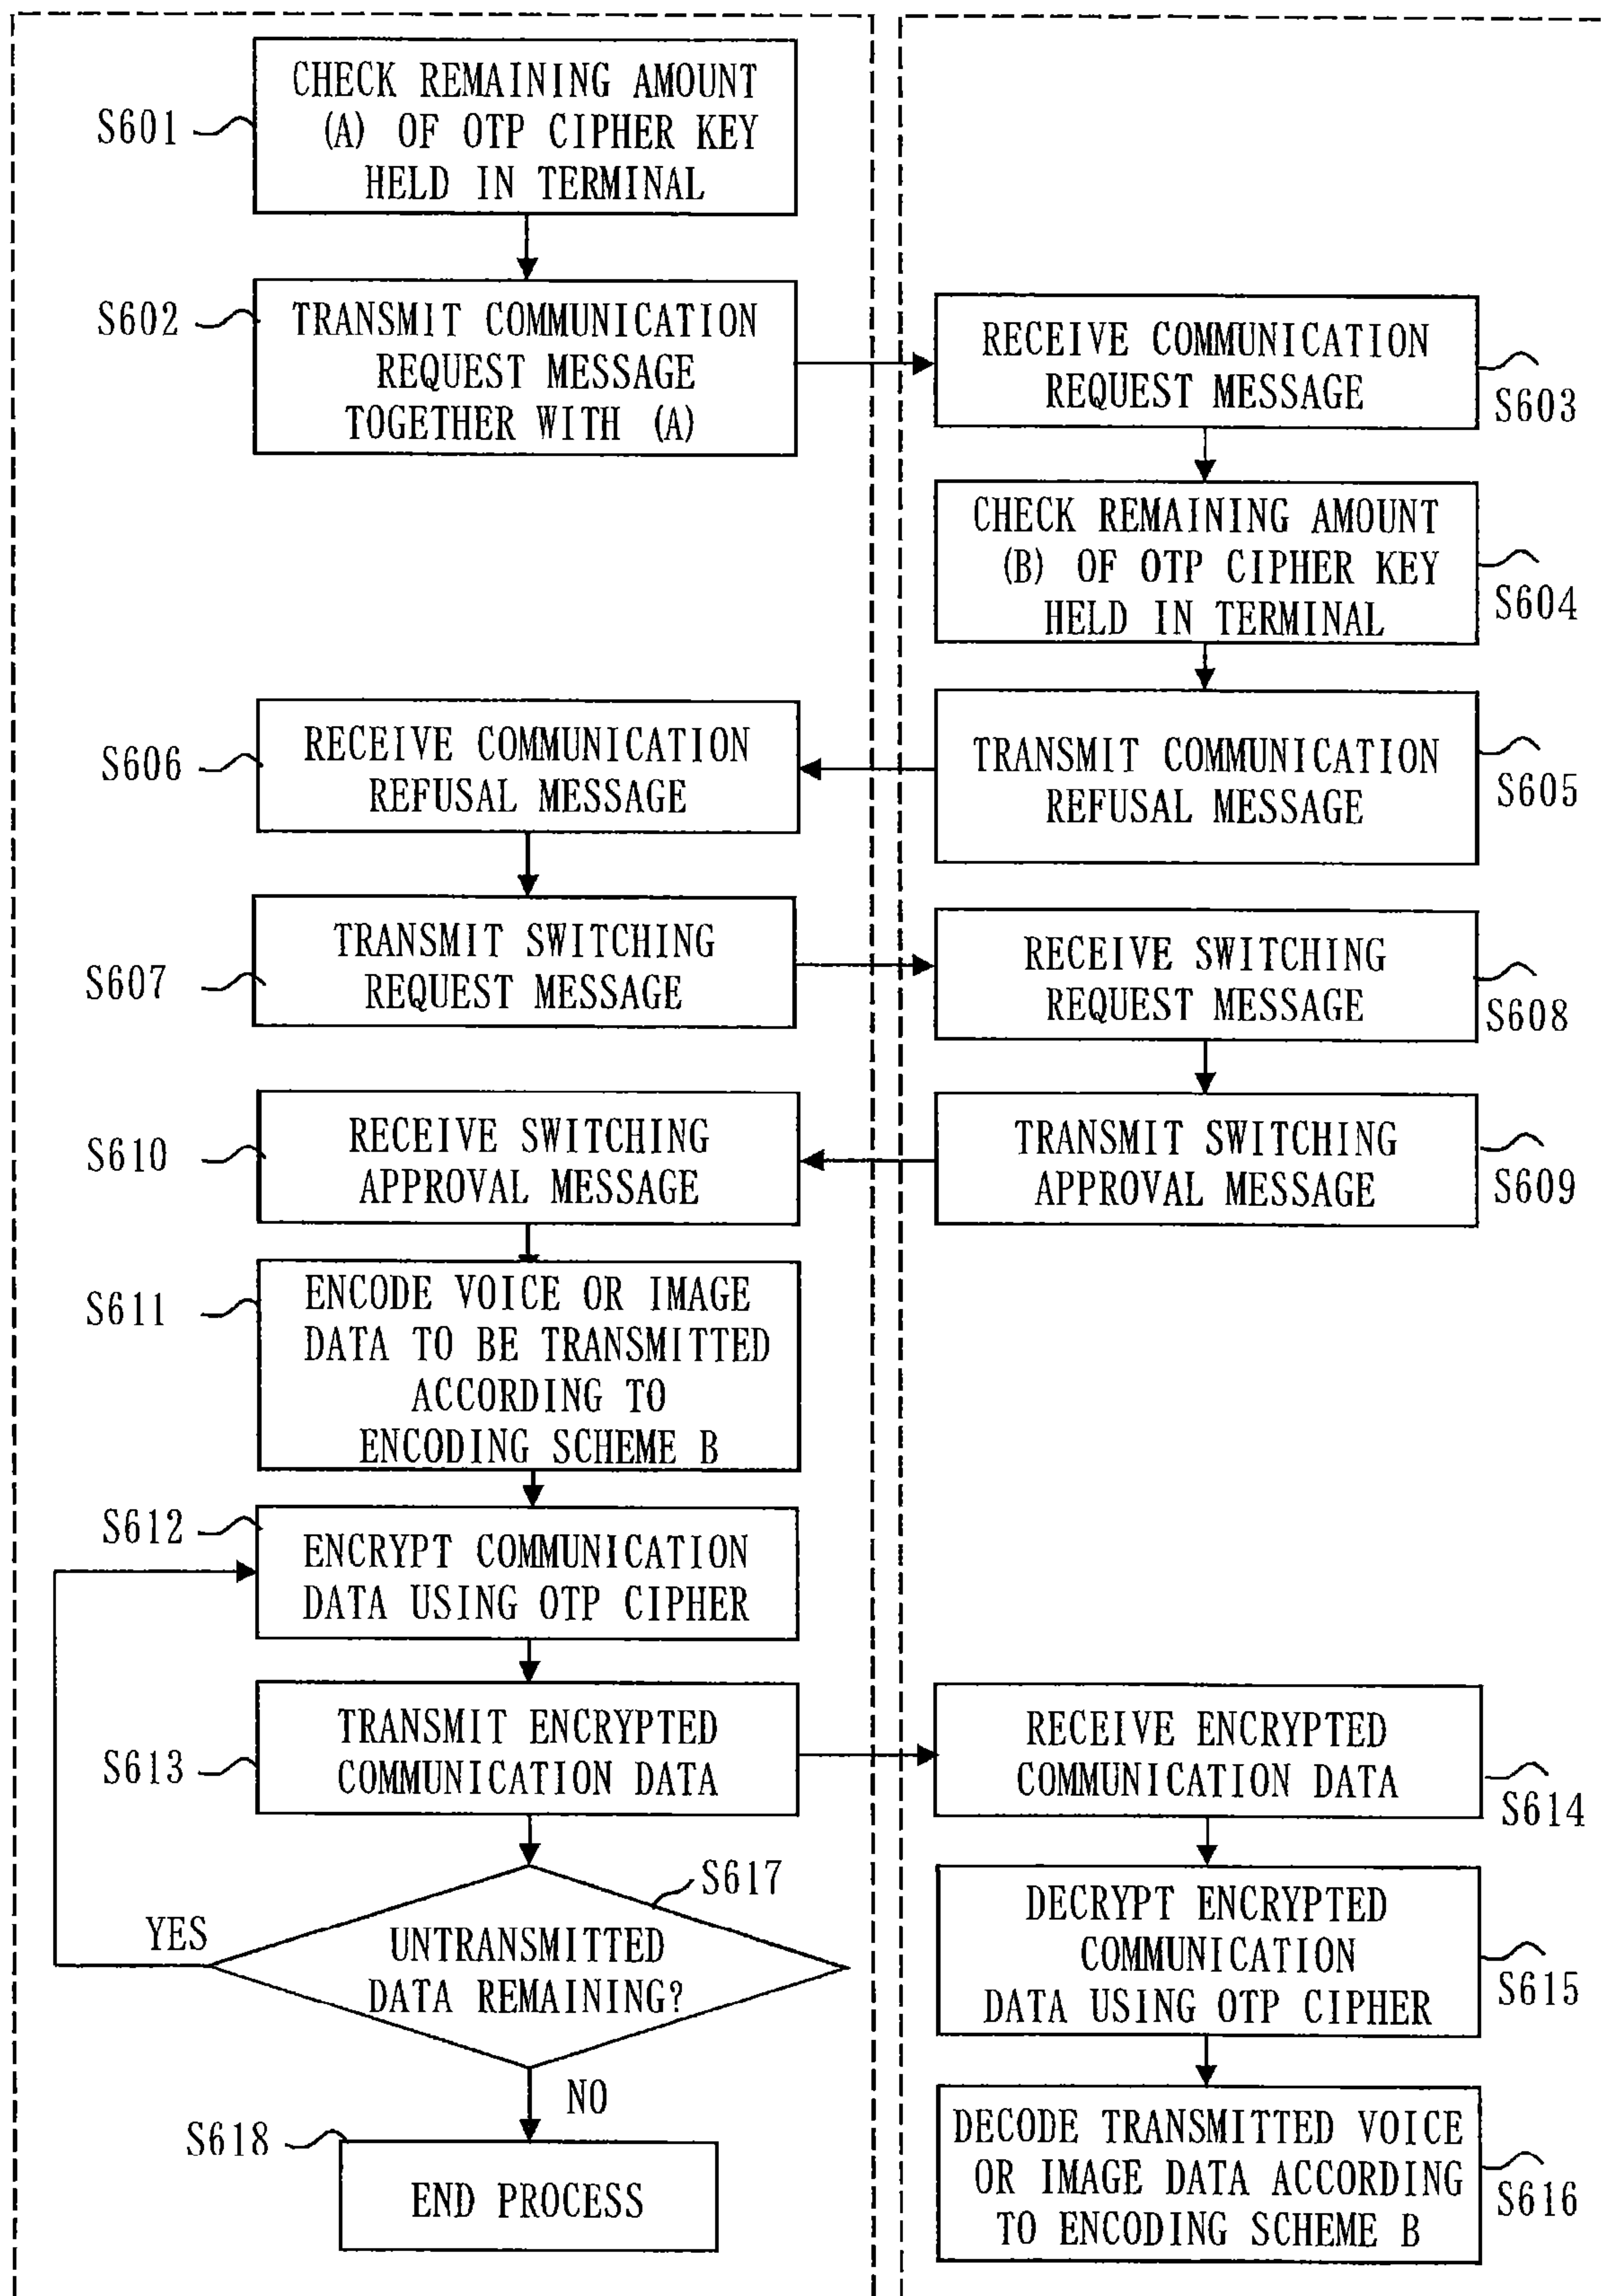 S601
CHECK REMAINING AMOUNT
(A) OF OTP CIPHER KEY
HELD IN TERMINAL
S602
TRANSMIT COMMUNICATION
REQUEST MESSAGE
TOGETHER WITH (A)
RECEIVE COMMUNICATION
REQUEST MESSAGE
S603
CHECK REMAINING AMOUNT
(B) OF OTP CIPHER KEY
HELD IN TERMINAL
S604
TRANSMIT COMMUNICATION
REFUSAL MESSAGE
S605
S606
RECEIVE COMMUNICATION
REFUSAL MESSAGE
S607
TRANSMIT SWITCHING
REQUEST MESSAGE
RECEIVE SWITCHING
REQUEST MESSAGE
S608
TRANSMIT SWITCHING
APPROVAL MESSAGE
S609
S610
RECEIVE SWITCHING
APPROVAL MESSAGE
S611
ENCODE VOICE OR IMAGE
DATA TO BE TRANSMITTED
ACCORDING TO
ENCODING SCHEME B
S612
ENCRYPT COMMUNICATION
DATA USING OTP CIPHER
S613
TRANSMIT ENCRYPTED
COMMUNICATION DATA
RECEIVE ENCRYPTED
COMMUNICATION DATA
S614
DECRYPT ENCRYPTED
COMMUNICATION
DATA USING OTP CIPHER
S615
DECODE TRANSMITTED VOICE
OR IMAGE DATA ACCORDING
TO ENCODING SCHEME B
S616
S617
YES
UNTRANSMITTED
DATA REMAINING?
NO
S618
END PROCESS